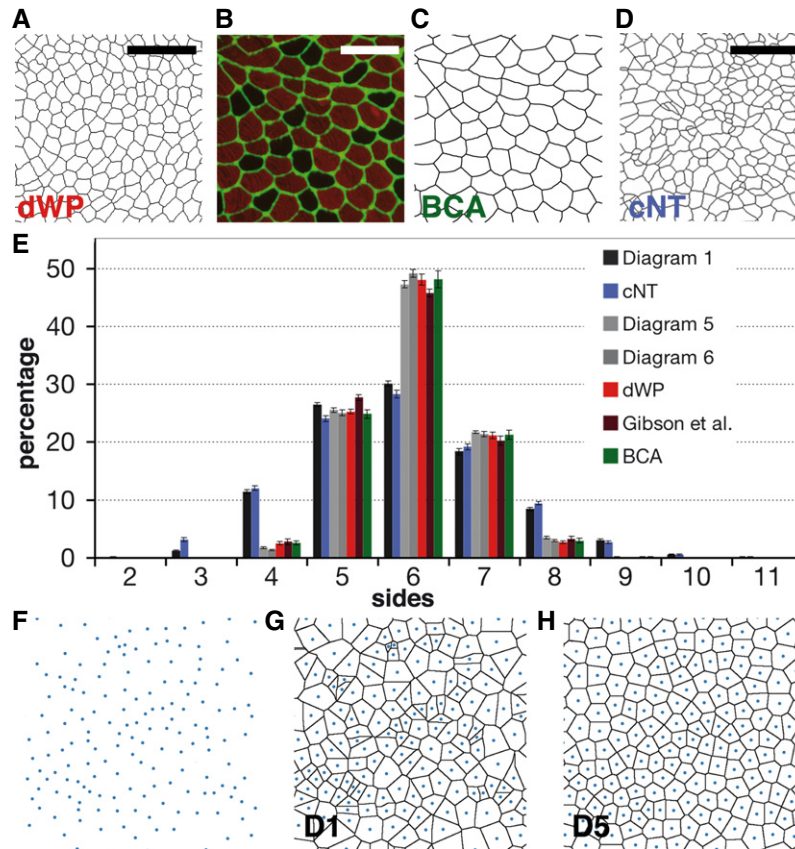 A
B
C
D
dWP
BCA
cNT
E
percentage
50
40
30
20
10
0
2 3 4 5 6 7 8 9 10 11
sides
Diagram 1
cNT
Diagram 5
Diagram 6
dWP
Gibson et al.
BCA
F
G
H
D1
D5